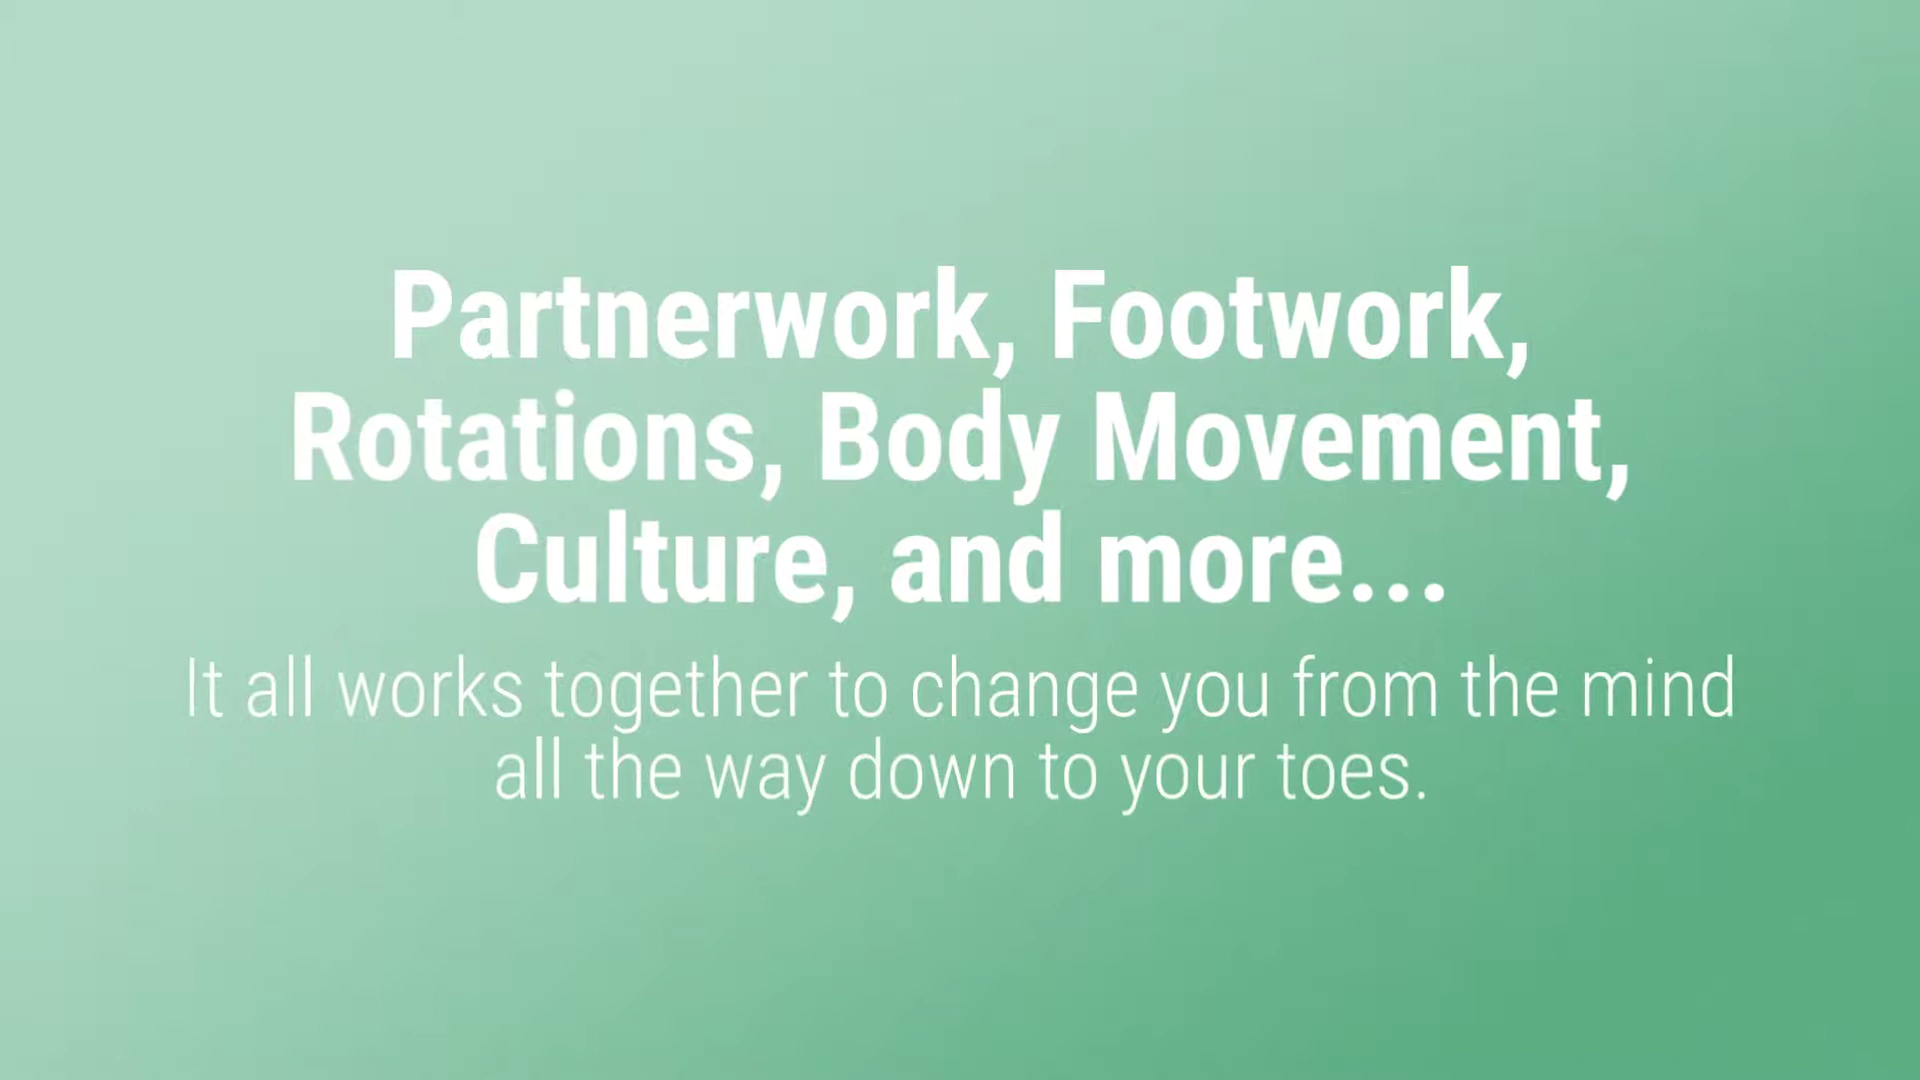 Partnerwork, Footwork,
Rotations, Body Movement,
Culture, and more...
It all works together to change you from the mind
all the way down to your toes.